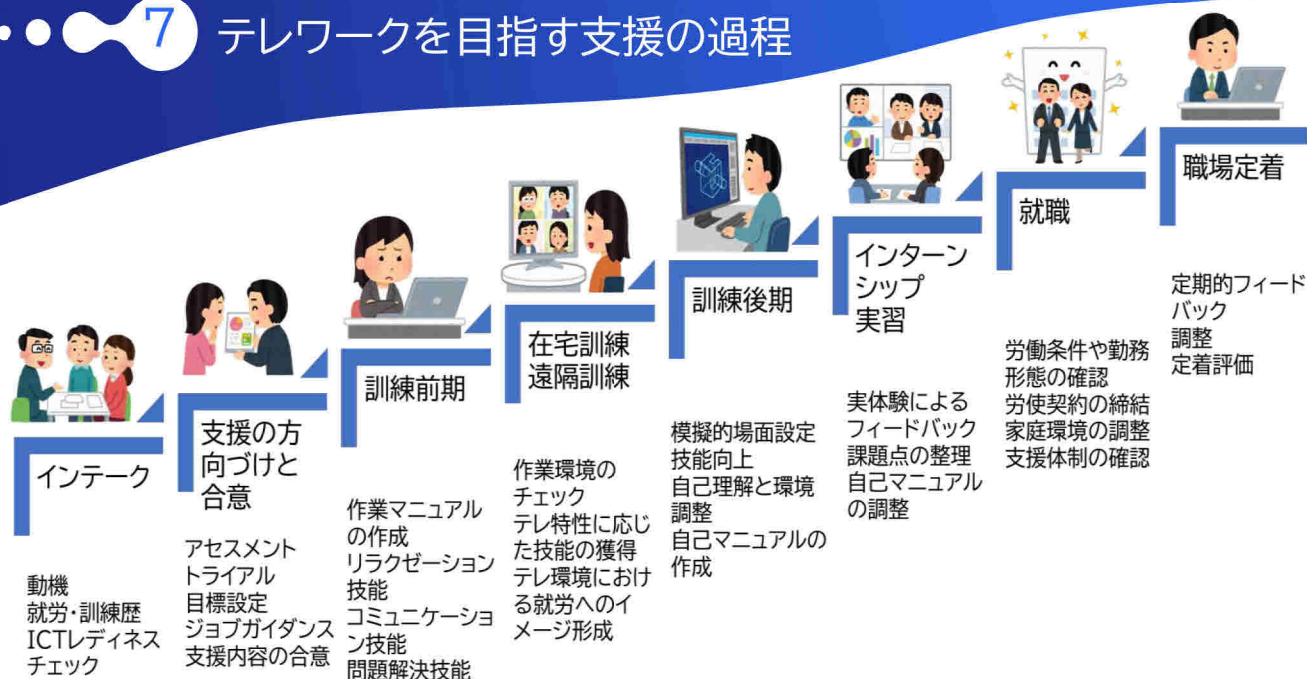 7
テレワークを目指す支援の過程
インテーク
動機
就労・訓練歴
ICTレディネス
チェック
支援の方
向づけと
合意
アセスメント
トライアル
目標設定
ジョブガイダンス
支援内容の合意
訓練前期
作業マニュアル
の作成
リラクゼーション
技能
コミュニケーショ
ン技能
問題解決技能
在宅訓練
遠隔訓練
作業環境の
チェック
テレ特性に応じ
た技能の獲得
テレ環境におけ
る就労へのイ
メージ形成
訓練後期
模擬的場面設定
技能向上
自己理解と環境
調整
自己マニュアルの
作成
インターン
シップ
実習
実体験による
フィードバック
課題点の整理
自己マニュアル
の調整
就職
労働条件や勤務
形態の確認
労使契約の締結
家庭環境の調整
支援体制の確認
職場定着
定期的フィード
バック
調整
定着評価